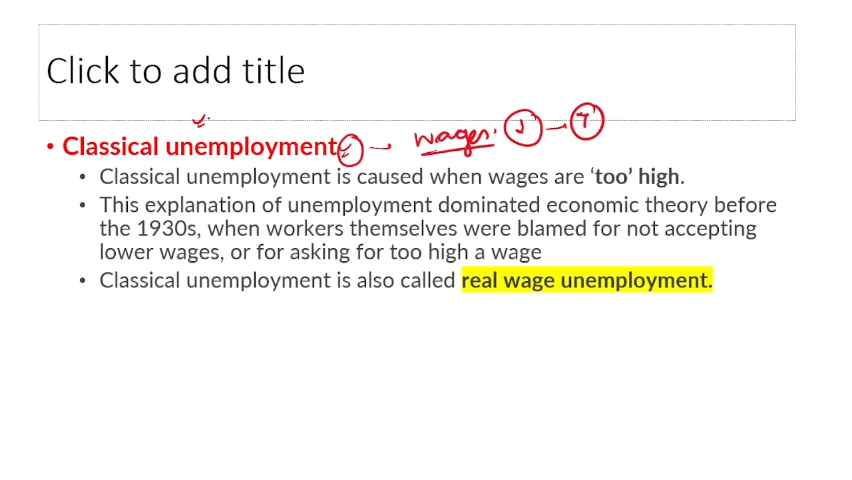 Click to add title
wages.
• Classical unemployment
• Classical unemployment is caused when wages are ‘too’ high.
• This explanation of unemployment dominated economic theory before
the 1930s, when workers themselves were blamed for not accepting
lower wages, or for asking for too high a wage
• Classical unemployment is also called real wage unemployment.